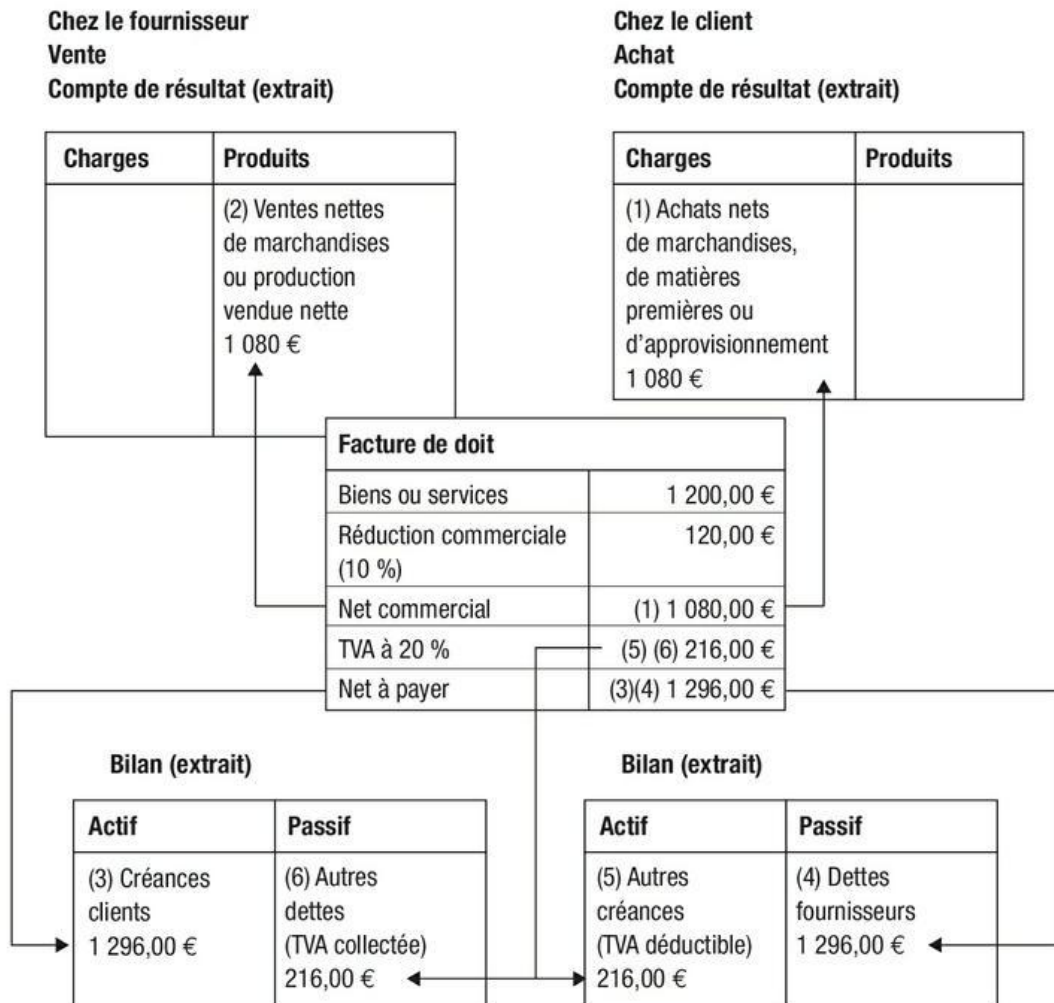 Chez le fournisseur
Vente
Compte de résultat (extrait)
Chez le client
Achat
Compte de résultat (extrait)
Charges
Produits
(2) Ventes nettes
de marchandises
ou production
vendue nette
1 080 €
Charges
Produits
(1) Achats nets
de marchandises,
de matières
premières ou
d’approvisionnement
1 080 €
Facture de doit
Biens ou services 1 200,00 €
Réduction commerciale 120,00 €
(10 %)
Net commercial (1) 1 080,00 €
TVA à 20 % (5) (6) 216,00 €
Net à payer (3)(4) 1 296,00 €
Bilan (extrait)
Actif
Passif
(3) Créances
clients
1 296,00 €
(6) Autres
dettes
(TVA collectée)
216,00 €
Bilan (extrait)
Actif
Passif
(5) Autres
créances
(TVA déductible)
216,00 €
(4) Dettes
fournisseurs
1 296,00 €